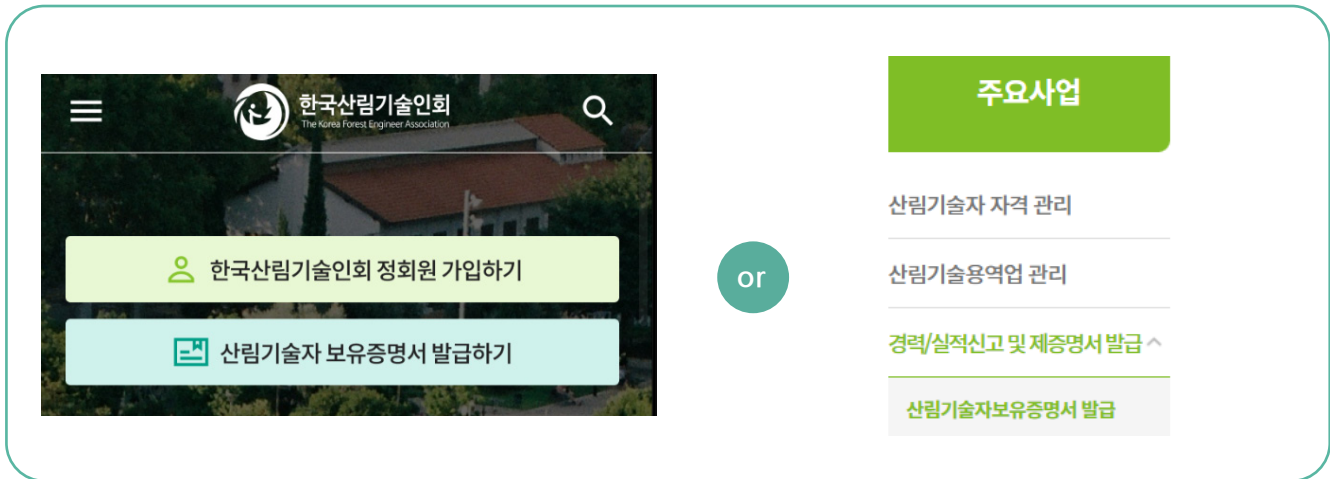 한국산림기술인회
The Korea Forest Engineer Association
한국산림기술인회 정회원 가입하기
산림기술자 보유증명서 발급하기
or
주요사업
산림기술자 자격 관리
산림기술용역업 관리
경력/실적신고 및 제증명서 발급
산림기술자보유증명서 발급